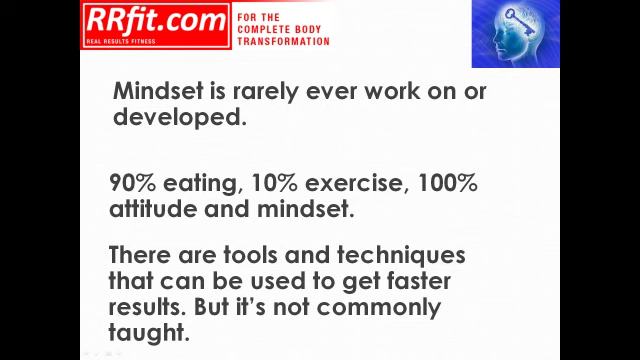 RRfit.com
REAL RESULTS FITNESS
FOR THE
COMPLETE BODY
TRANSFORMATION
Mindset is rarely ever work on or
developed.
90% eating, 10% exercise, 100%
attitude and mindset.
There are tools and techniques
that can be used to get faster
results. But it’s not commonly
taught.